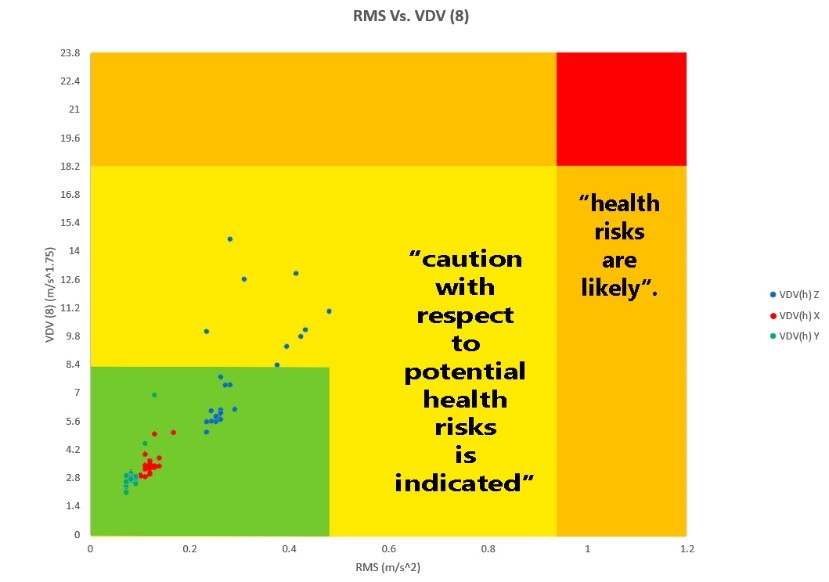 RMS Vs. VDV (8)
23.8
22.4
21
19.6
18.2
16.8
15.4
14
12.6
11.2
9.8
8.4
7
5.6
4.2
2.8
1.4
0
VDV (8) (m/s^1.75)
"caution
with
respect
to
potential
health
risks
is
indicated"
"health
risks
are
likely".
VDV(h) Z
VDV(h) X
VDV(h) Y
0
0.2
0.4
0.6
0.8
1
1.2
RMS (m/s^2)